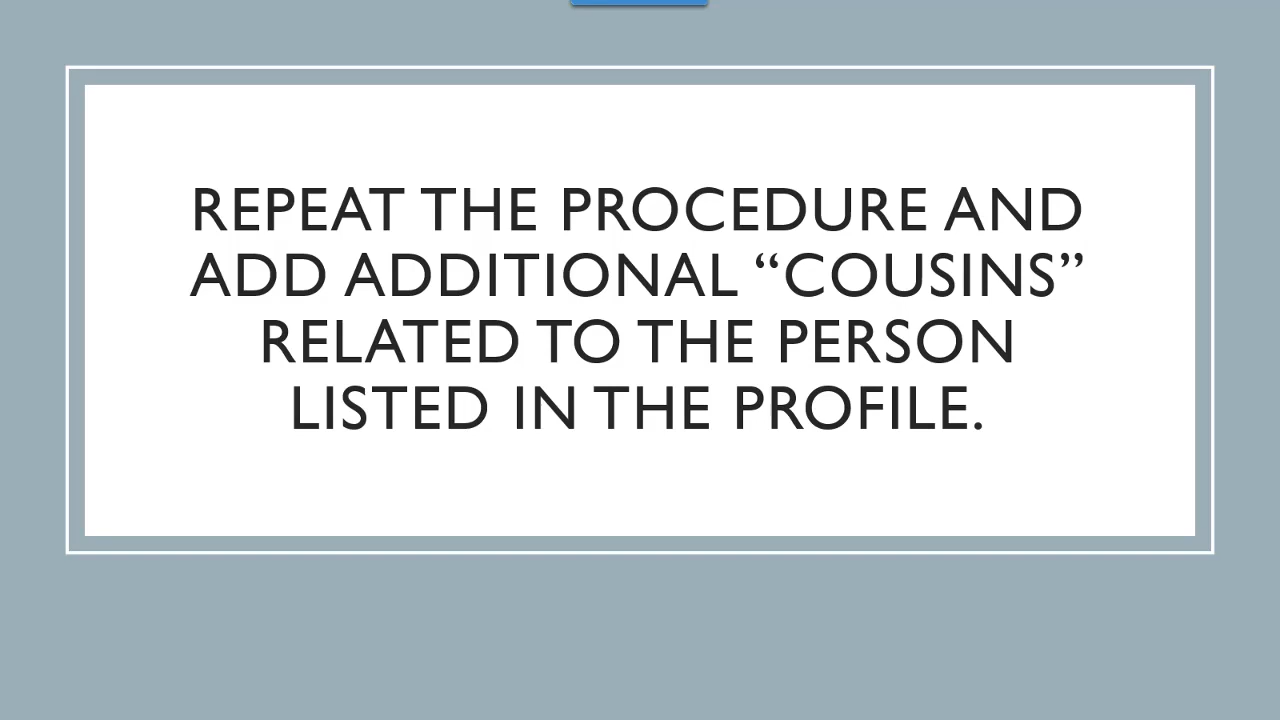 REPEAT THE PROCEDURE AND
ADD ADDITIONAL “COUSINS”
RELATED TO THE PERSON
LISTED IN THE PROFILE.